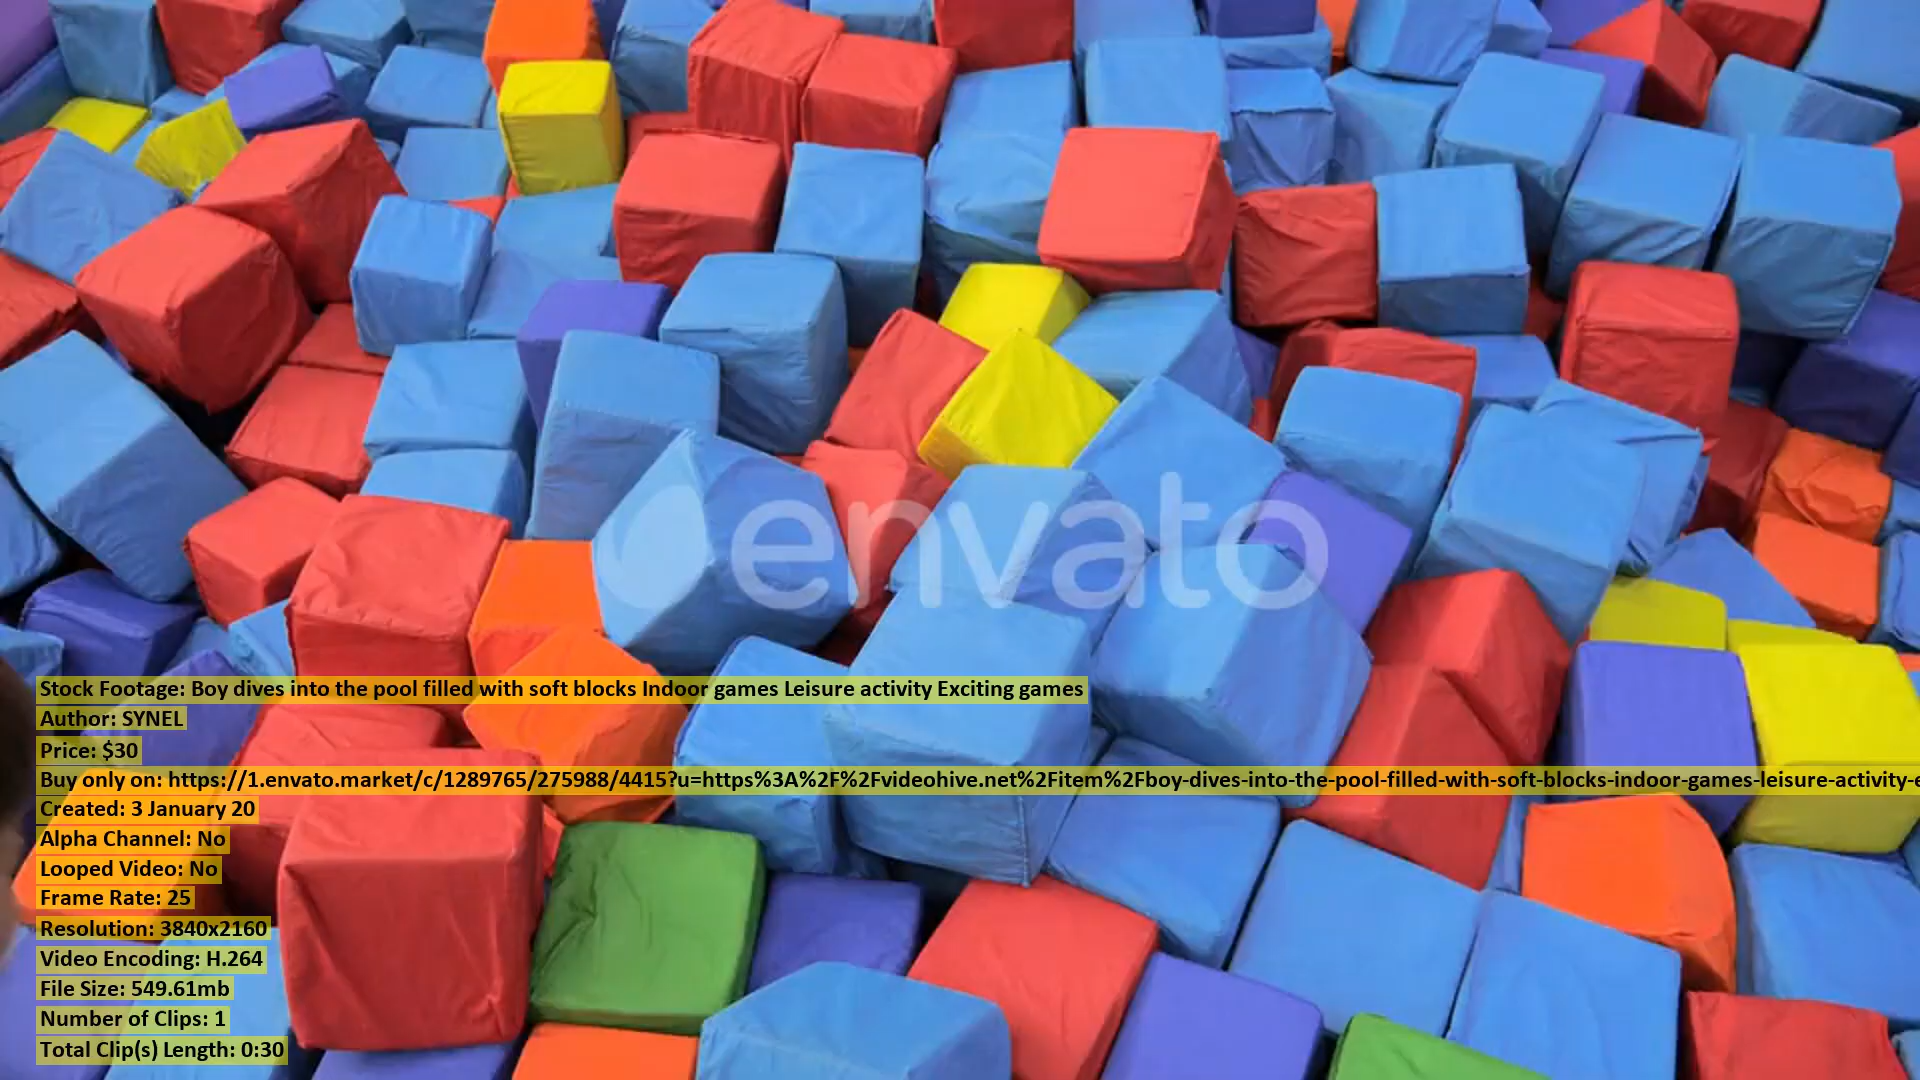 envato
Stock Footage: Boy dives into the pool filled with soft blocks Indoor games Leisure activity Exciting games
Author: SYNEL
Price: $30
Buy only on: https://1.envato.market/c/1289765/275988/4415?u=https%3A%2F%2Fvideohive.net%2Fitem%2Fboy-dives-into-the-pool-filled-with-soft-blocks-indoor-games-leisure-activity-e
Created: 3 January 20
Alpha Channel: No
Looped Video: No
Frame Rate: 25
Resolution: 3840x2160
Video Encoding: H.264
File Size: 549.61mb
Number of Clips: 1
Total Clip(s) Length: 0:30